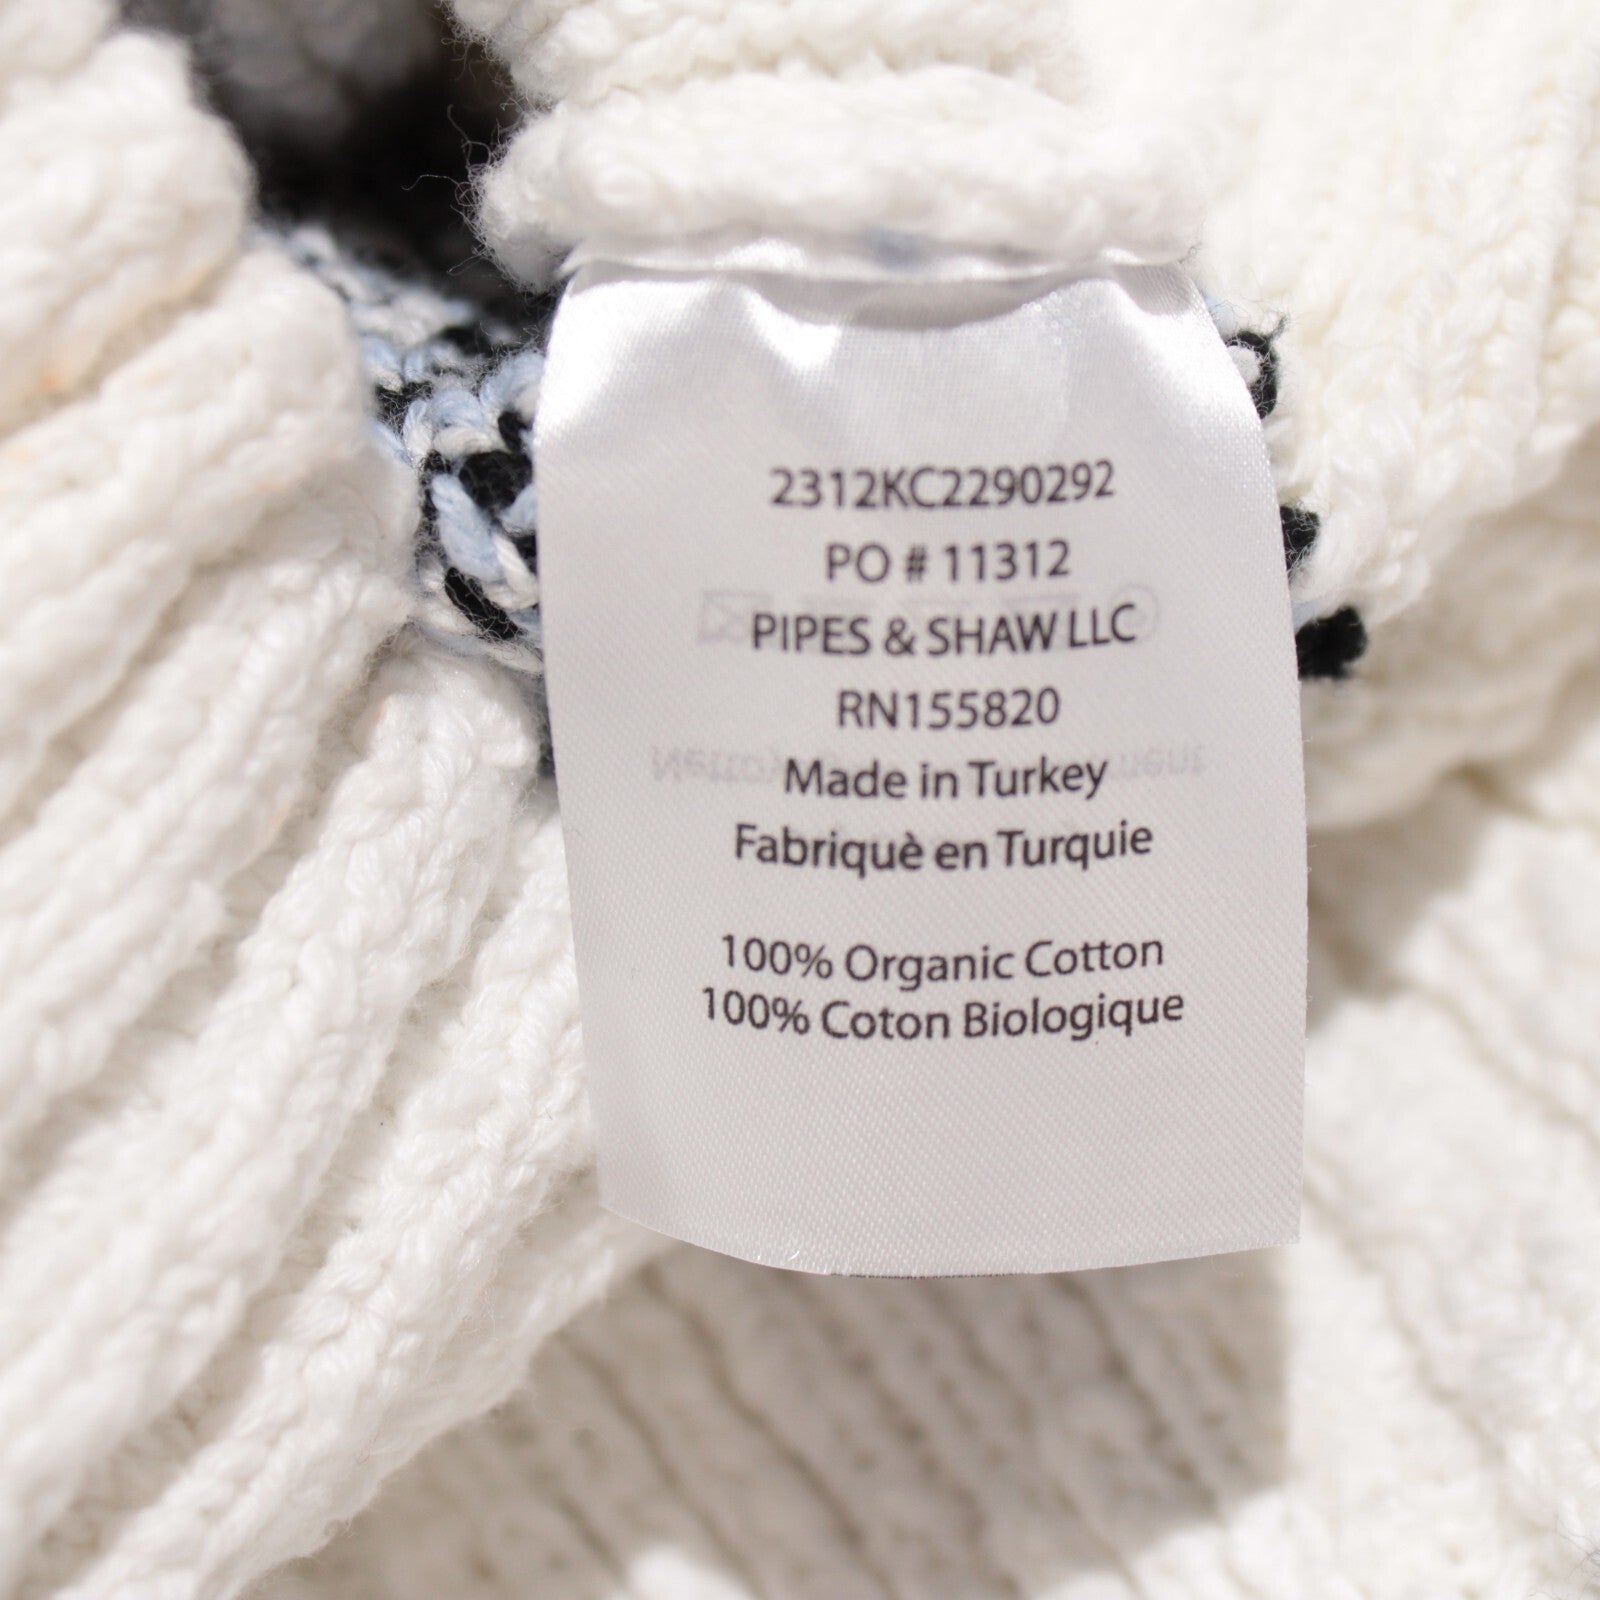 2312KC2290292
PO # 11312
PIPES & SHAW LLC
RN155820
Made in Turkey
Fabriquè en Turquie
100% Organic Cotton
100% Coton Biologique